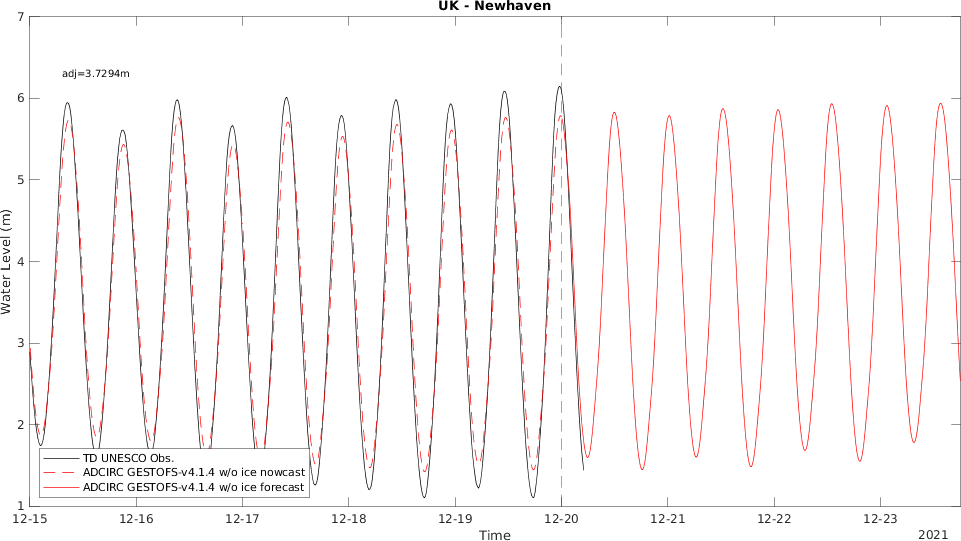 UK - Newhaven
7
adj=3.7294m
6
5
4
3
2
1
Water Level (m)
TD UNESCO Obs.
ADCIRC GESTOFS-v4.1.4 w/o ice nowcast
ADCIRC GESTOFS-v4.1.4 w/o ice forecast
12-15 12-16 12-17 12-18 12-19 12-20 12-21 12-22 12-23
Time
2021